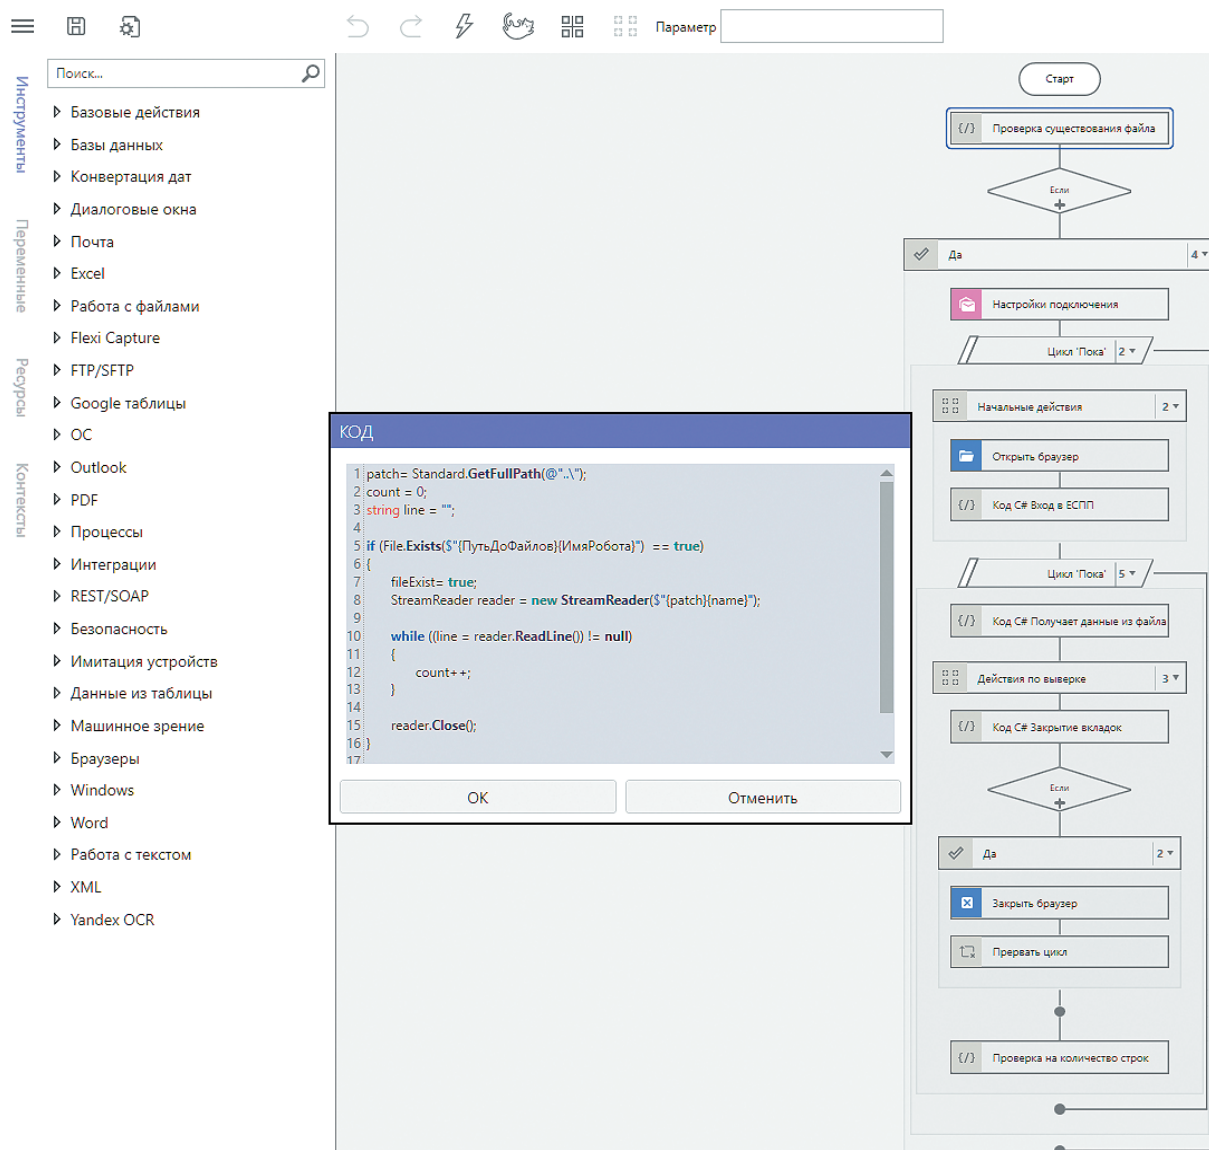 Параметр
Инструменты
Переменные
Ресурсы
Контексты
Поиск...
Базовые действия
Базы данных
Конвертация дат
Диалоговые окна
Почта
Excel
Работа с файлами
Flexi Capture
FTP/SFTP
Google таблицы
ОС
Outlook
PDF
Процессы
Интеграции
REST/SOAP
Безопасность
Имитация устройств
Данные из таблицы
Машинное зрение
Браузеры
Windows
Word
Работа с текстом
XML
Yandex OCR
КОД
1 patch= Standard.GetFullPath(@"..\");
2 count = 0;
3 string line = "";
4
5 if (File.Exists($"{ПутьДоФайлов}{ИмяРобота}") == true)
6 {
7 fileExist= true;
8 StreamReader reader = new StreamReader($"{patch}{name}");
9
10 while ((line = reader.ReadLine()) != null)
11 {
12 count++;
13 }
14
15 reader.Close();
16 }
17
ОК
Отменить
Старт
{/} Проверка существования файла
Если
Да 4
Настройки подключения
Цикл 'Пока' 2
Начальные действия 2
Открыть браузер
{/} Код C# Вход в ЕСПП
Цикл 'Пока' 5
{/} Код C# Получает данные из файла
Действия по выверке 3
{/} Код C# Закрытие вкладок
Если
Да 2
Закрыть браузер
Прервать цикл
{/} Проверка на количество строк